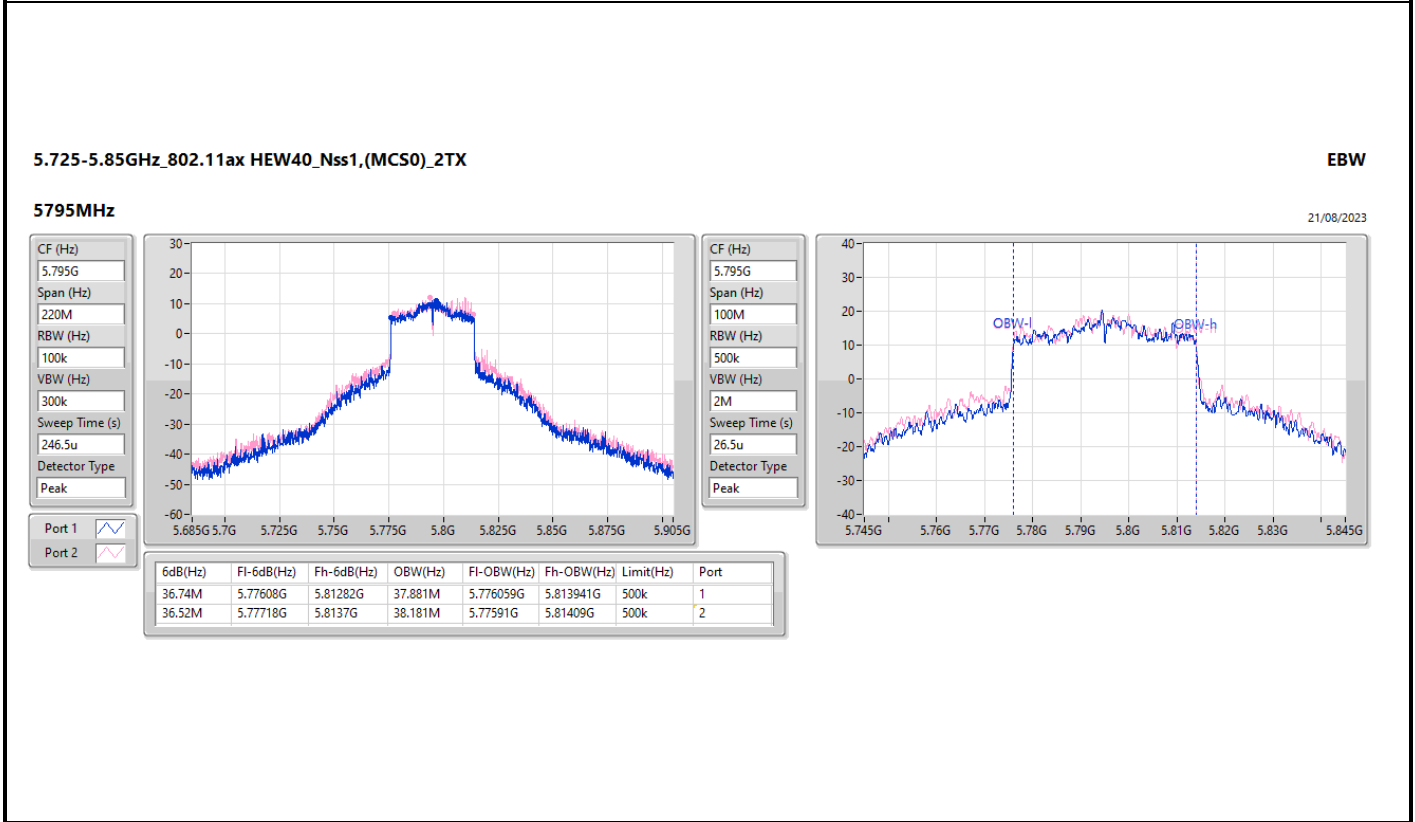 5.725-5.85GHz_802.11ax HEW40_Nss1,(MCS0)_2TX
EBW
5795MHz
21/08/2023
CF (Hz)
5.795G
Span (Hz)
220M
RBW (Hz)
100k
VBW (Hz)
300k
Sweep Time (s)
246.5u
Detector Type
Peak
Port 1
Port 2
30
20
10
0
-10
-20
-30
-40
-50
-60
5.685G 5.7G 5.725G 5.75G 5.775G 5.8G 5.825G 5.85G 5.875G 5.905G
CF (Hz)
5.795G
Span (Hz)
100M
RBW (Hz)
500k
VBW (Hz)
2M
Sweep Time (s)
26.5u
Detector Type
Peak
40
30
20
10
0
-10
-20
-30
-40
OBW-l OBW-h
5.745G 5.76G 5.77G 5.78G 5.79G 5.8G 5.81G 5.82G 5.83G 5.845G
6dB(Hz) Fl-6dB(Hz) Fh-6dB(Hz) OBW(Hz) Fl-OBW(Hz) Fh-OBW(Hz) Limit(Hz) Port
36.74M 5.77608G 5.81282G 37.881M 5.776059G 5.813941G 500k 1
36.52M 5.77718G 5.8137G 38.181M 5.77591G 5.81409G 500k 2